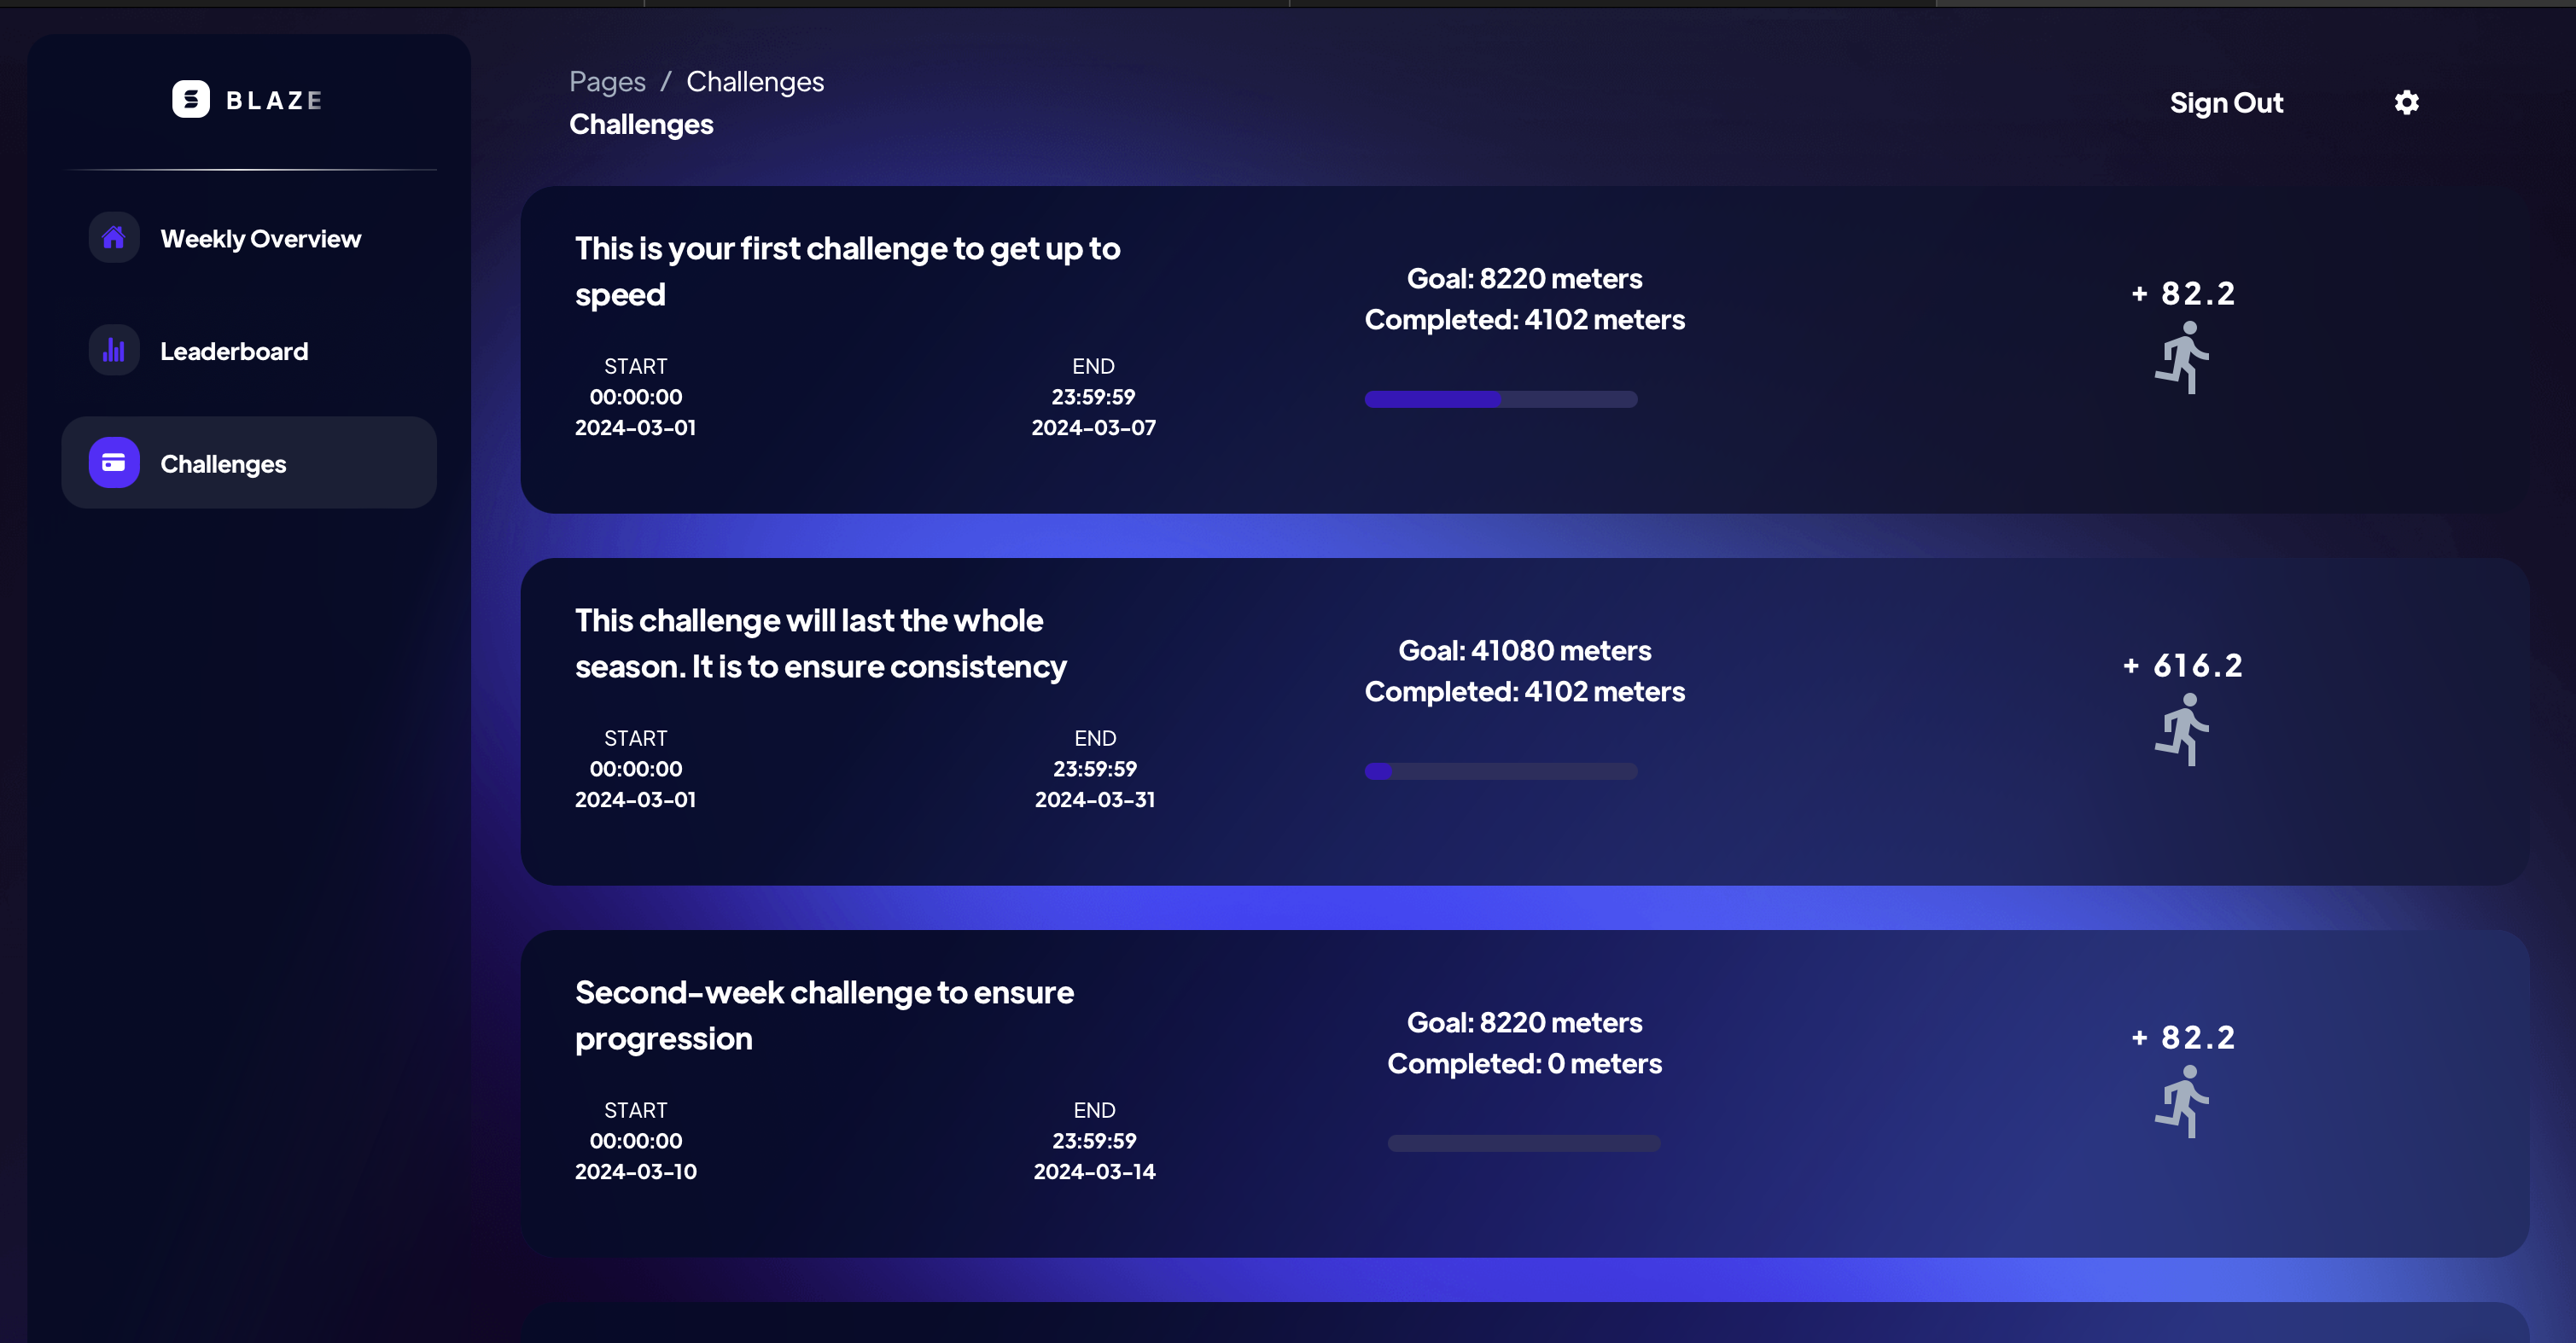 BLAZE
Weekly Overview
Leaderboard
Challenges
Pages / Challenges
Challenges
Sign Out
This is your first challenge to get up to
speed
START
00:00:00
2024-03-01
END
23:59:59
2024-03-07
Goal: 8220 meters
Completed: 4102 meters
+ 82.2
This challenge will last the whole
season. It is to ensure consistency
START
00:00:00
2024-03-01
END
23:59:59
2024-03-31
Goal: 41080 meters
Completed: 4102 meters
+ 616.2
Second-week challenge to ensure
progression
START
00:00:00
2024-03-10
END
23:59:59
2024-03-14
Goal: 8220 meters
Completed: 0 meters
+ 82.2